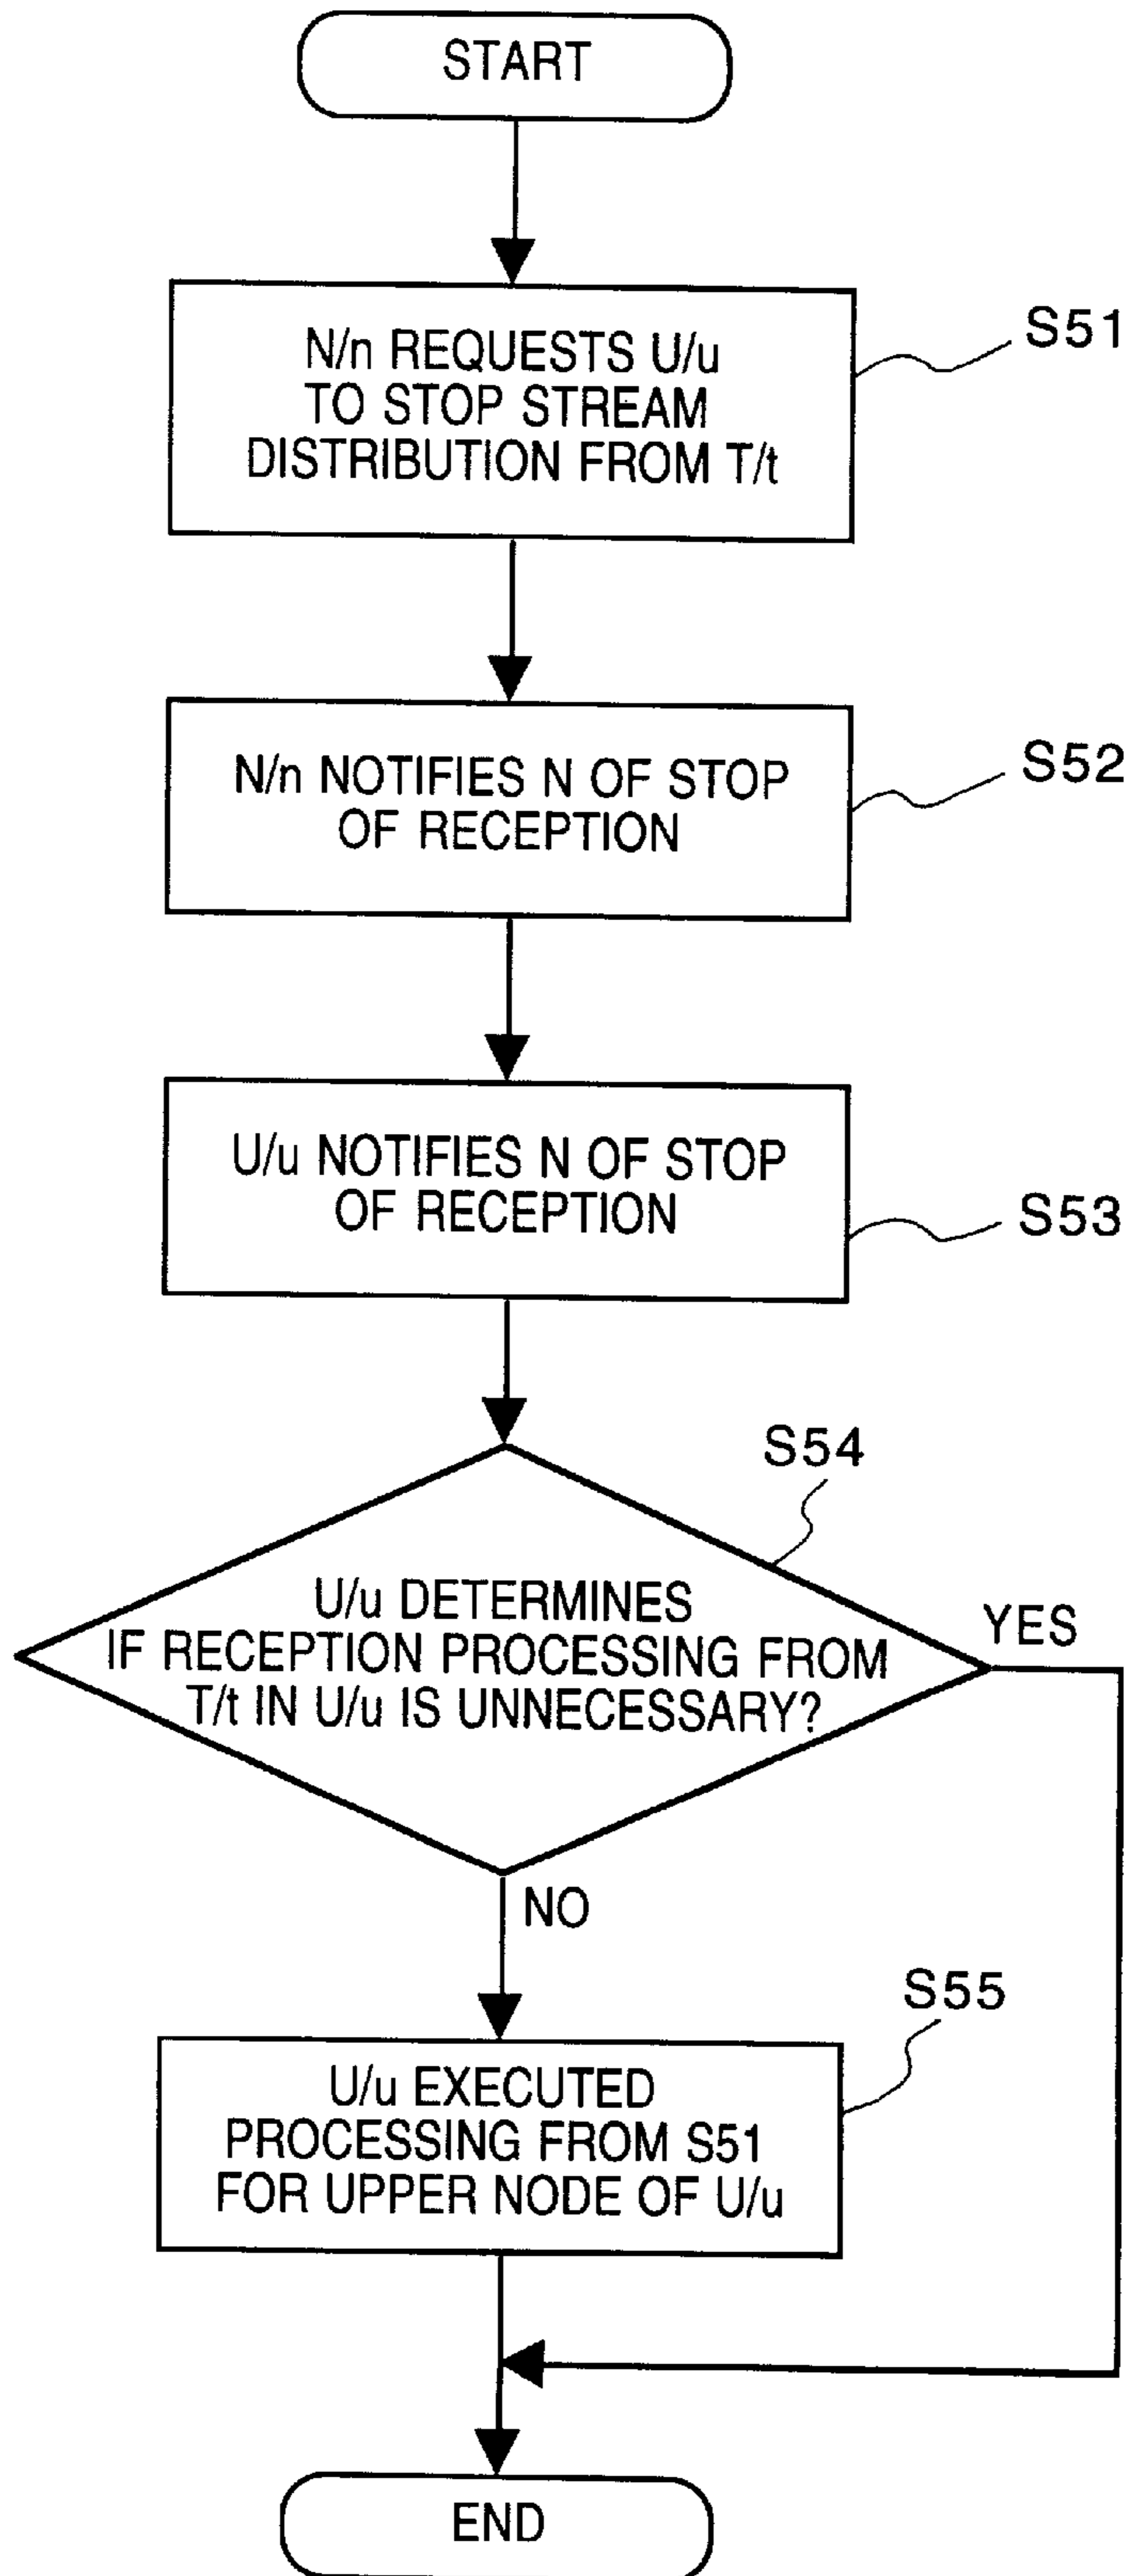 START
N/n REQUESTS U/u
TO STOP STREAM
DISTRIBUTION FROM T/t
S51
N/n NOTIFIES N OF STOP
OF RECEPTION
S52
U/u NOTIFIES N OF STOP
OF RECEPTION
S53
S54
U/u DETERMINES
IF RECEPTION PROCESSING FROM
T/t IN U/u IS UNNECESSARY?
YES
NO
S55
U/u EXECUTED
PROCESSING FROM S51
FOR UPPER NODE OF U/u
END